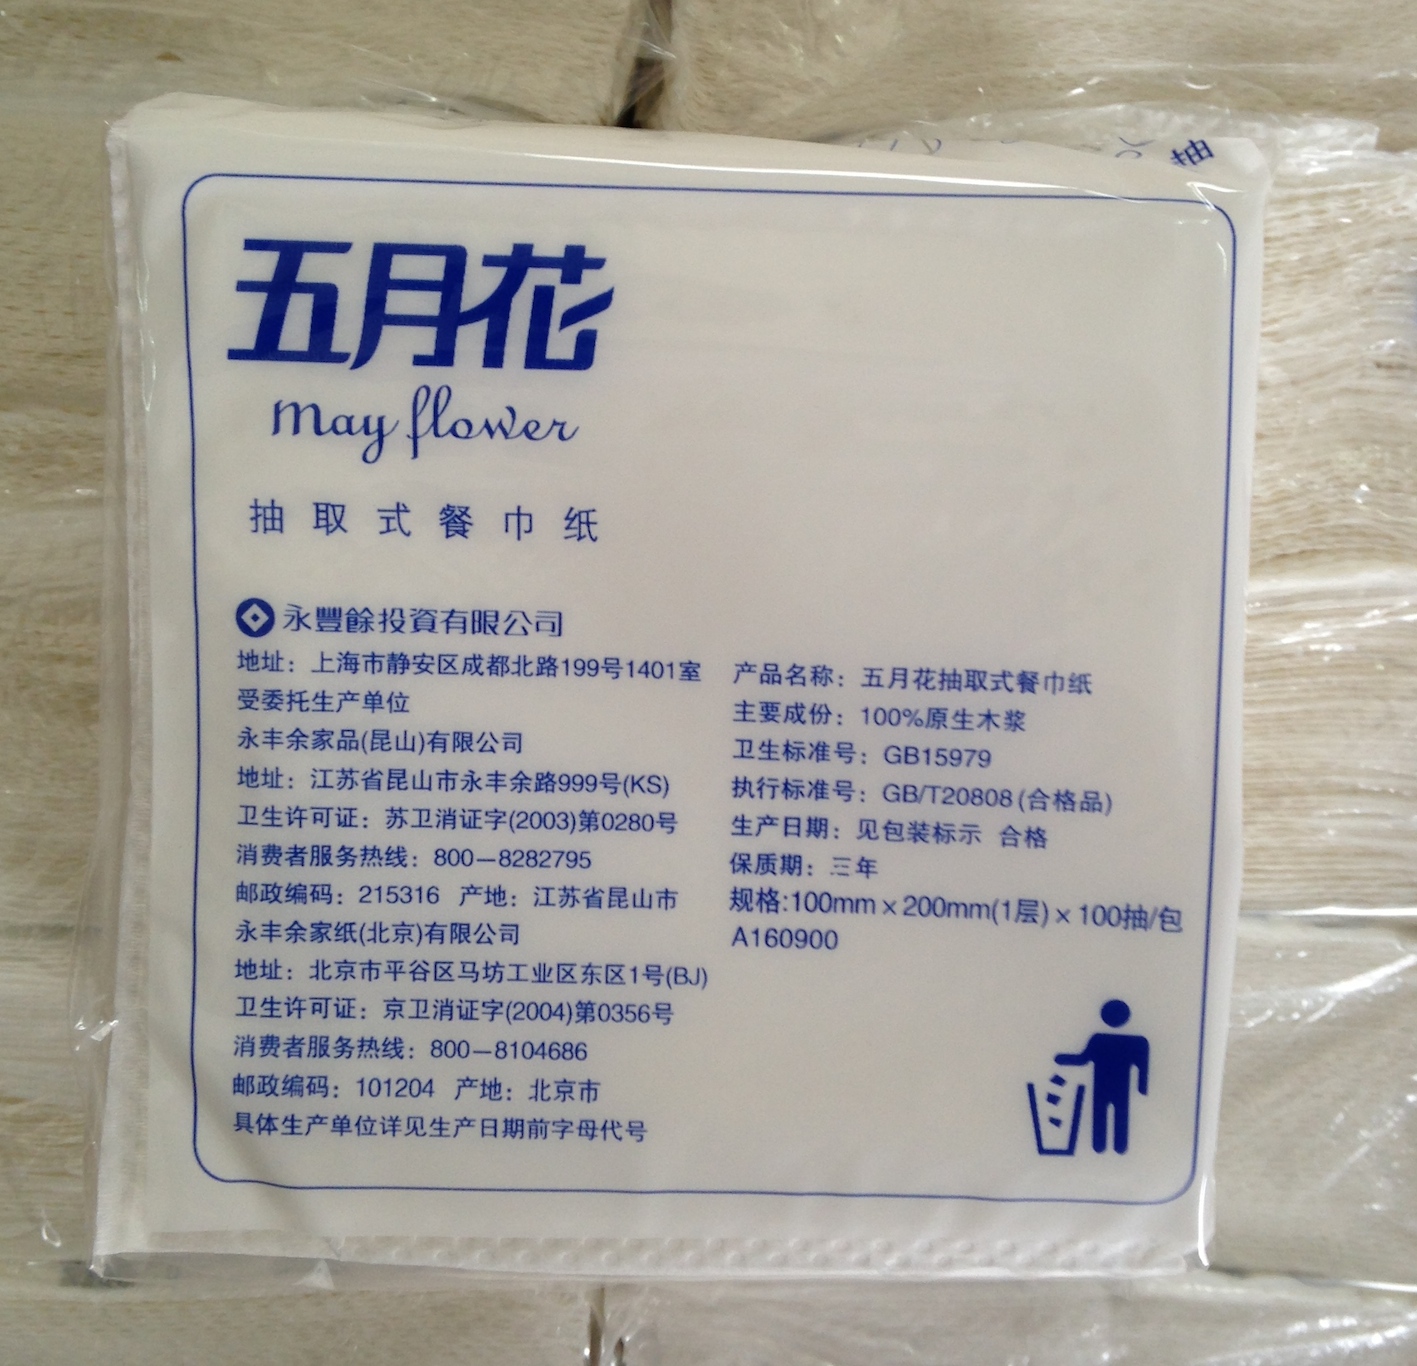 抽
五月花
May flower
抽取式餐巾纸
永豐餘投資有限公司
地址：上海市静安区成都北路199号1401室
受委托生产单位
永丰余家品(昆山)有限公司
地址：江苏省昆山市永丰余路999号(KS)
卫生许可证：苏卫消证字(2003)第0280号
消费者服务热线：800—8282795
邮政编码：215316 产地：江苏省昆山市
永丰余家纸(北京)有限公司
地址：北京市平谷区马坊工业区东区1号(BJ)
卫生许可证：京卫消证字(2004)第0356号
消费者服务热线：800—8104686
邮政编码：101204 产地：北京市
具体生产单位详见生产日期前字母代号
产品名称：五月花抽取式餐巾纸
主要成份：100%原生木浆
卫生标准号：GB15979
执行标准号：GB/T20808(合格品)
生产日期：见包装标示 合格
保质期：三年
规格:100mm×200mm(1层)×100抽/包
A160900